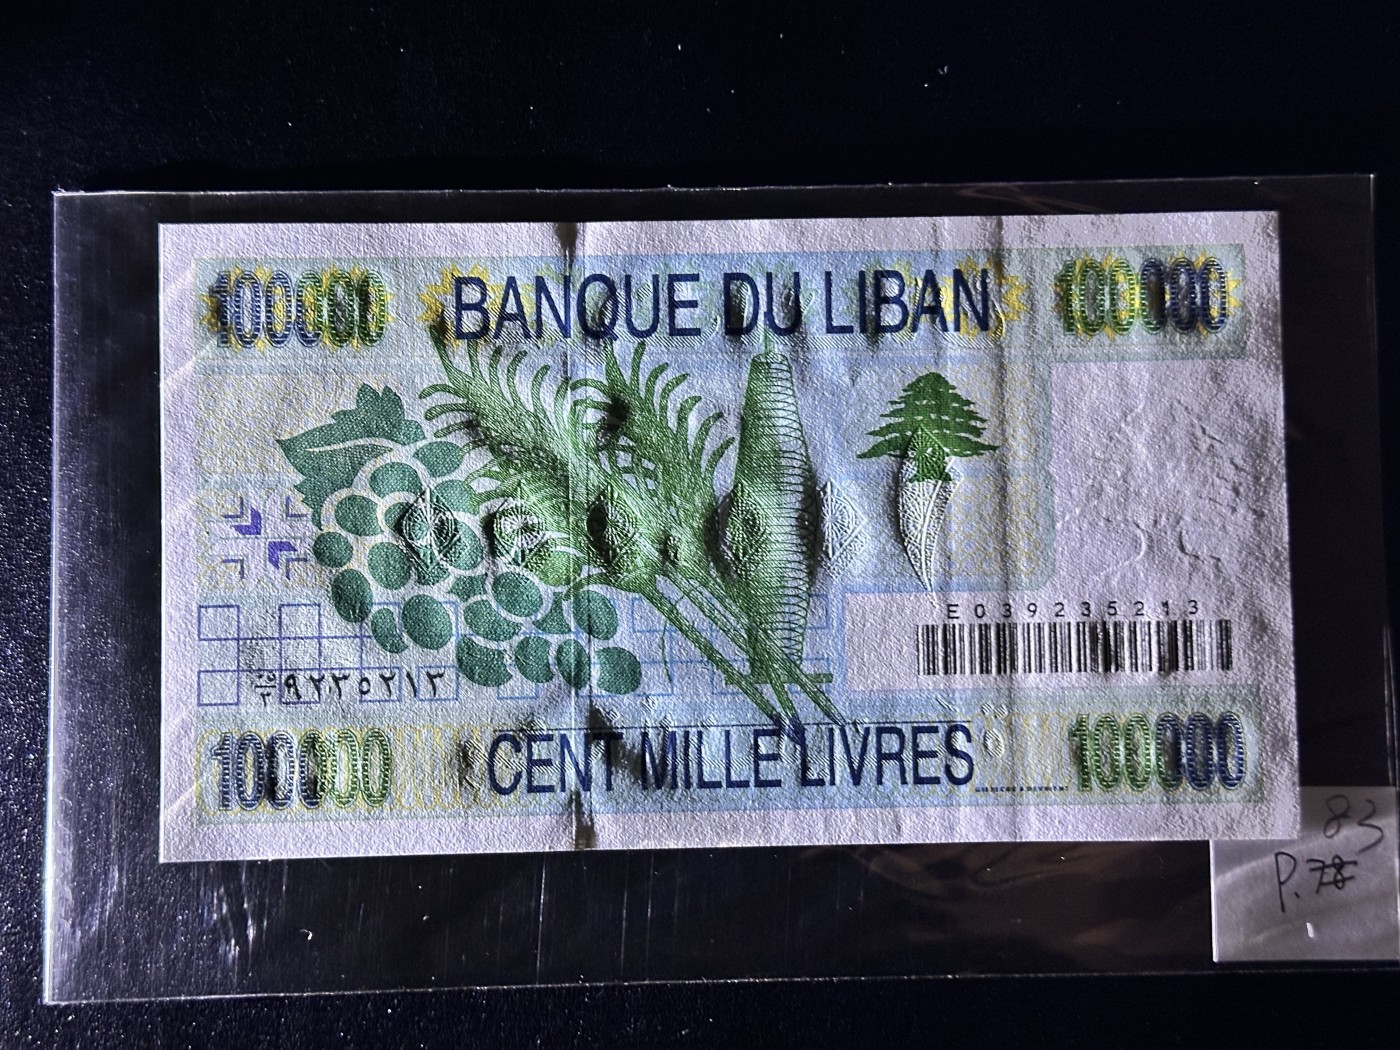 100000 BANQUE DU LIBAN 100000
E039235213
٩٢٣٥٢١٣
100000 CENT MILLE LIVRES 100000
83
P. 78